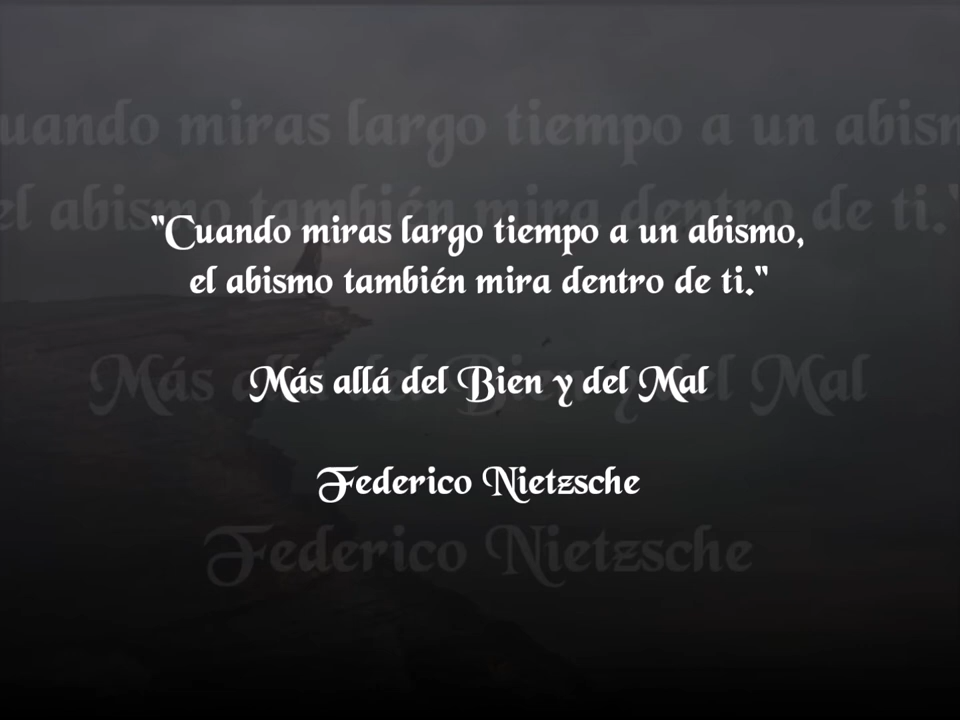 "Cuando miras largo tiempo a un abismo,
el abismo también mira dentro de ti."
Más allá del Bien y del Mal
Federico Nietzsche